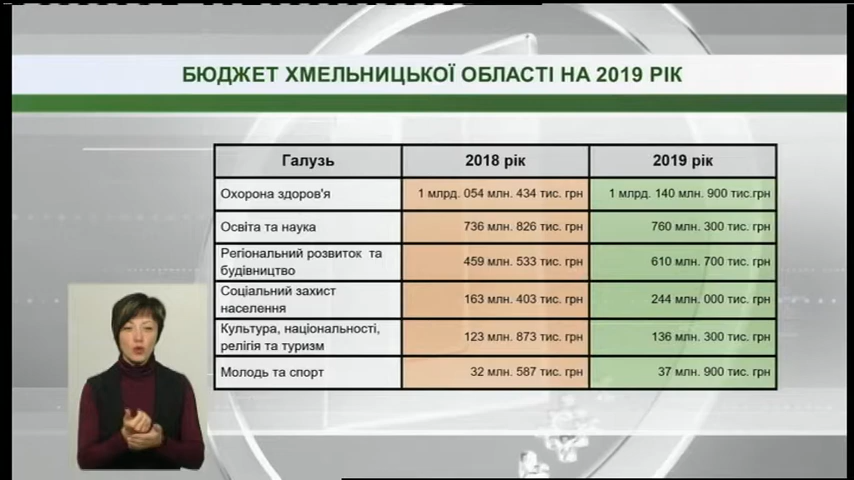 БЮДЖЕТ ХМЕЛЬНИЦЬКОЇ ОБЛАСТІ НА 2019 РІК
Галузь 2018 рік 2019 рік
Охорона здоров'я 1 млрд. 054 млн. 434 тис. грн 1 млрд. 140 млн. 900 тис.грн
Освіта та наука 736 млн. 826 тис. грн 760 млн. 300 тис. грн
Регіональний розвиток та
будівництво 459 млн. 533 тис. грн 610 млн. 700 тис. грн
Соціальний захист
населення 163 млн. 403 тис. грн 244 млн. 000 тис. грн
Культура, національності,
релігія та туризм 123 млн. 873 тис. грн 136 млн. 300 тис. грн
Молодь та спорт 32 млн. 587 тис. грн 37 млн. 900 тис. грн